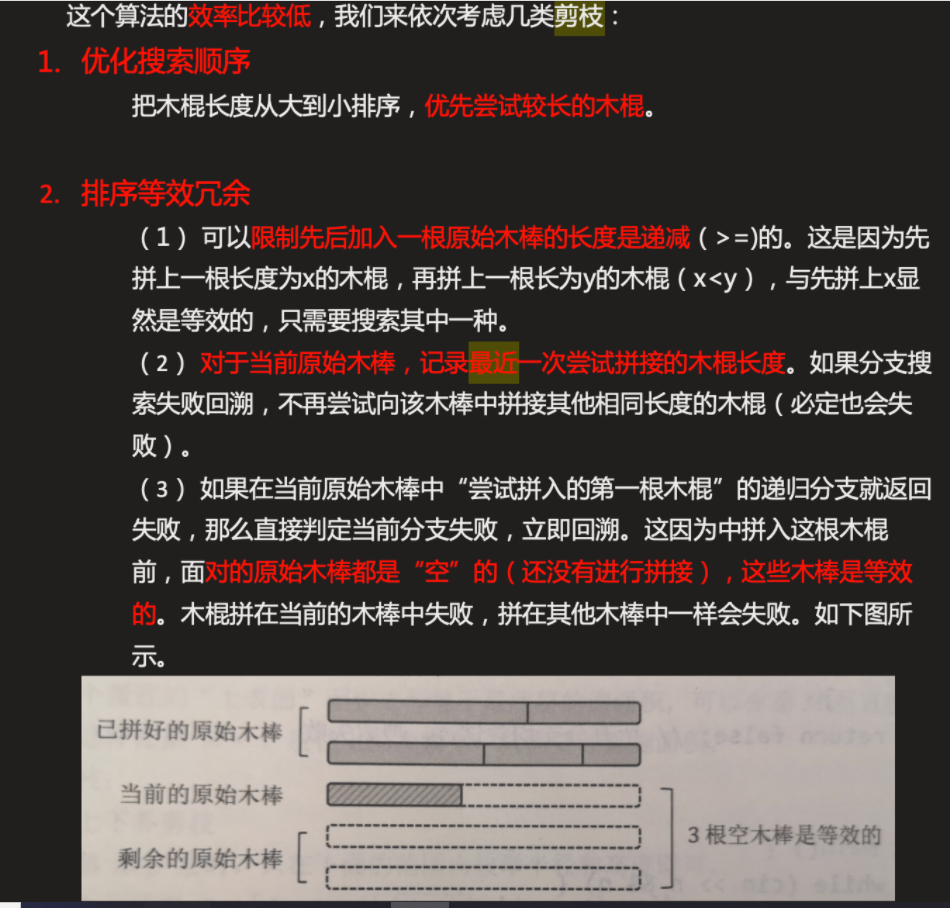 这个算法的效率比较低，我们来依次考虑几类剪枝：
1. 优化搜索顺序
把木棍长度从大到小排序，优先尝试较长的木棍。
2. 排序等效冗余
（1）可以限制先后加入一根原始木棒的长度是递减（>=)的。这是因为先
拼上一根长度为x的木棍，再拼上一根长为y的木棍（x<y），与先拼上x显
然是等效的，只需要搜索其中一种。
（2）对于当前原始木棒，记录最近一次尝试拼接的木棍长度。如果分支搜
索失败回溯，不再尝试向该木棒中拼接其他相同长度的木棍（必定也会失
败）。
（3）如果在当前原始木棒中“尝试拼入的第一根木棍”的递归分支就返回
失败，那么直接判定当前分支失败，立即回溯。这因为中拼入这根木棍
前，面对的原始木棒都是“空”的（还没有进行拼接），这些木棒是等效
的。木棍拼在当前的木棒中失败，拼在其他木棒中一样会失败。如下图所
示。
已拼好的原始木棒
当前的原始木棒
剩余的原始木棒
3根空木棒是等效的